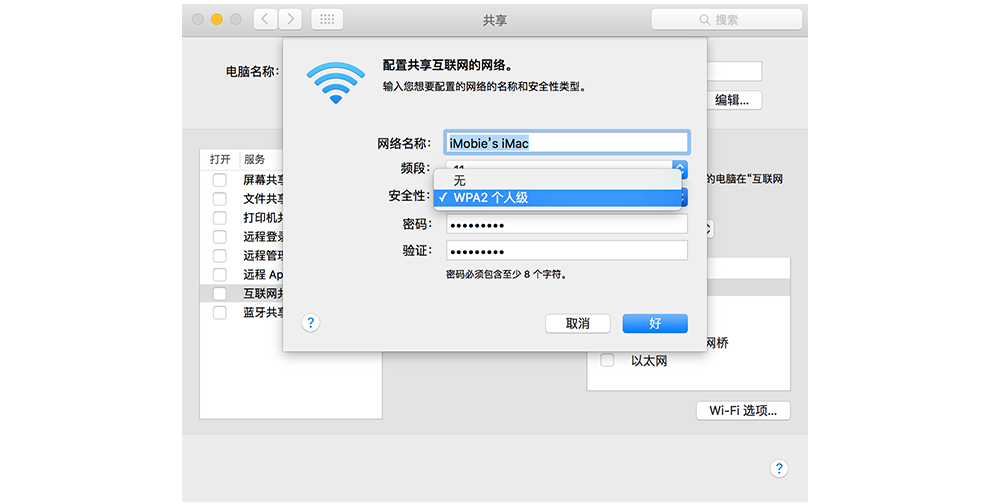 共享
搜索
电脑名称：
编辑...
配置共享互联网的网络。
输入您想要配置的网络的名称和安全性类型。
网络名称：
iMobie's iMac
频段：
11
无
安全性：
✓ WPA2 个人级
密码：
•••••••••
验证：
•••••••••
密码必须包含至少 8 个字符。
?
取消
好
打开 服务
屏幕共享
文件共享
打印机共
远程登录
远程管理
远程 App
互联网共
蓝牙共享
的电脑在“互联网
网桥
以太网
Wi-Fi 选项...
?